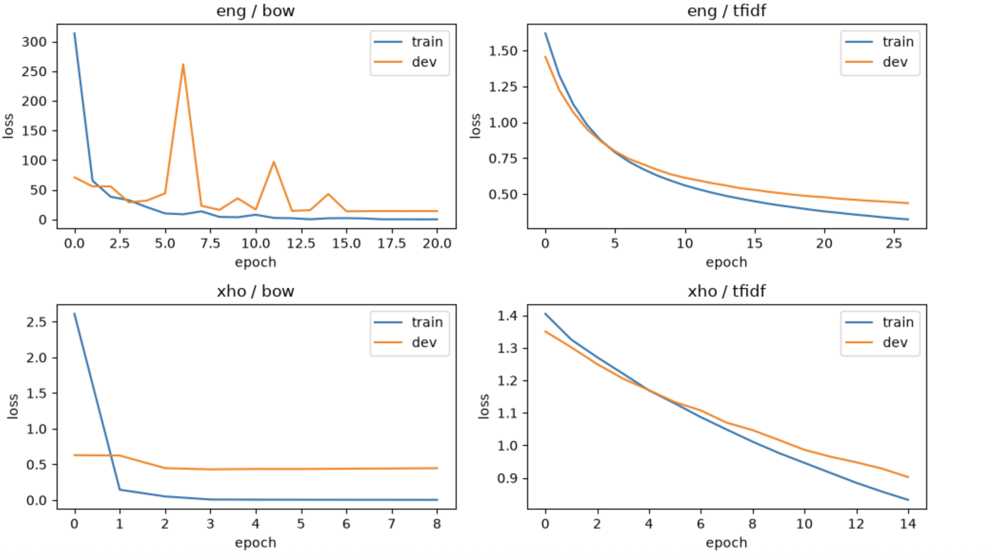 eng / bow
300
250
200
150
100
50
0
loss
train
dev
0.0 2.5 5.0 7.5 10.0 12.5 15.0 17.5 20.0
epoch
eng / tfidf
1.50
1.25
1.00
0.75
0.50
loss
train
dev
0 5 10 15 20 25
epoch
xho / bow
2.5
2.0
1.5
1.0
0.5
0.0
loss
train
dev
0 1 2 3 4 5 6 7 8
epoch
xho / tfidf
1.4
1.3
1.2
1.1
1.0
0.9
loss
train
dev
0 2 4 6 8 10 12 14
epoch